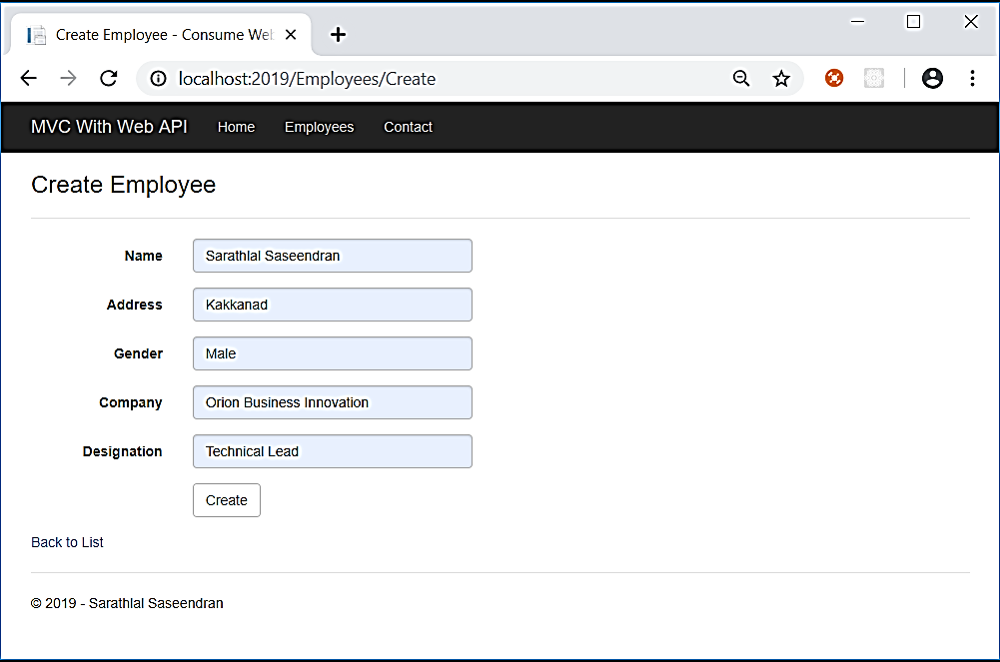 Create Employee - Consume Web
localhost:2019/Employees/Create
MVC With Web API Home Employees Contact
Create Employee
Name Sarathlal Saseendran
Address Kakkanad
Gender Male
Company Orion Business Innovation
Designation Technical Lead
Create
Back to List
© 2019 - Sarathlal Saseendran